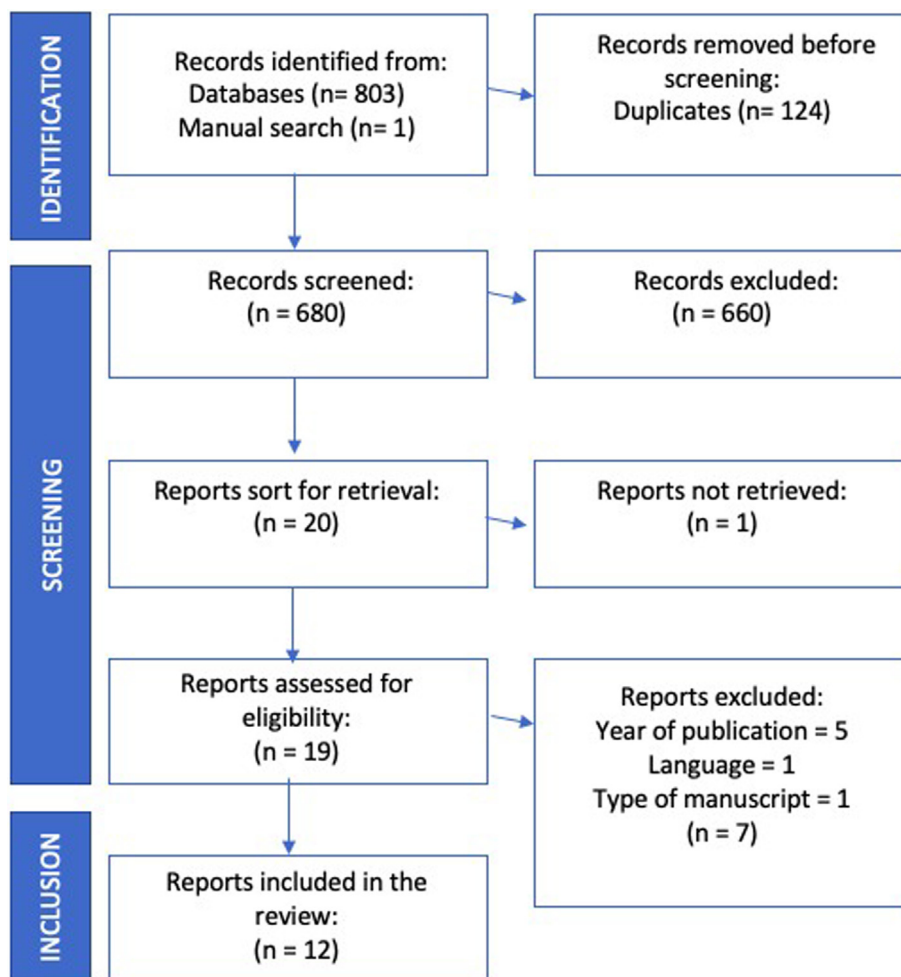 IDENTIFICATION
Records identified from:
Databases (n= 803)
Manual search (n= 1)
Records removed before
screening:
Duplicates (n= 124)
SCREENING
Records screened:
(n = 680)
Records excluded:
(n = 660)
Reports sort for retrieval:
(n = 20)
Reports not retrieved:
(n = 1)
Reports assessed for
eligibility:
(n = 19)
Reports excluded:
Year of publication = 5
Language = 1
Type of manuscript = 1
(n = 7)
INCLUSION
Reports included in the
review:
(n = 12)